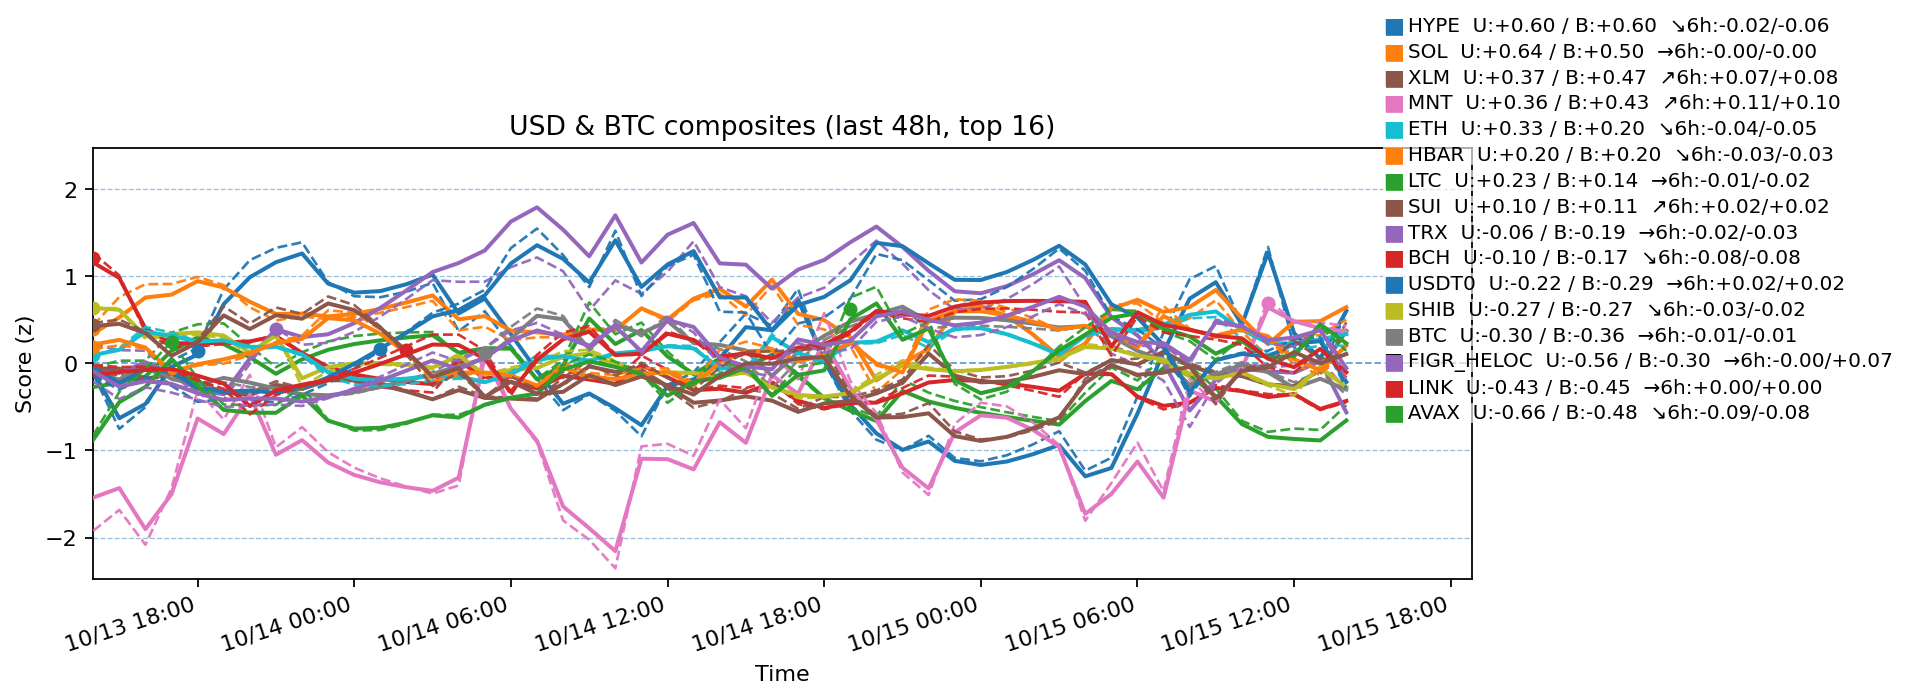 HYPE U:+0.60 / B:+0.60 ↘6h:-0.02/-0.06
SOL U:+0.64 / B:+0.50 →6h:-0.00/-0.00
XLM U:+0.37 / B:+0.47 ↗6h:+0.07/+0.08
MNT U:+0.36 / B:+0.43 ↗6h:+0.11/+0.10
ETH U:+0.33 / B:+0.20 ↘6h:-0.04/-0.05
HBAR U:+0.20 / B:+0.20 ↘6h:-0.03/-0.03
LTC U:+0.23 / B:+0.14 →6h:-0.01/-0.02
SUI U:+0.10 / B:+0.11 ↗6h:+0.02/+0.02
TRX U:-0.06 / B:-0.19 →6h:-0.02/-0.03
BCH U:-0.10 / B:-0.17 ↘6h:-0.08/-0.08
USDT0 U:-0.22 / B:-0.29 →6h:+0.02/+0.02
SHIB U:-0.27 / B:-0.27 ↘6h:-0.03/-0.02
BTC U:-0.30 / B:-0.36 →6h:-0.01/-0.01
FIGR_HELOC U:-0.56 / B:-0.30 →6h:-0.00/+0.07
LINK U:-0.43 / B:-0.45 →6h:+0.00/+0.00
AVAX U:-0.66 / B:-0.48 ↘6h:-0.09/-0.08
USD & BTC composites (last 48h, top 16)
Score (z)
2
1
0
−1
−2
10/13 18:00
10/14 00:00
10/14 06:00
10/14 12:00
10/14 18:00
10/15 00:00
10/15 06:00
10/15 12:00
10/15 18:00
Time